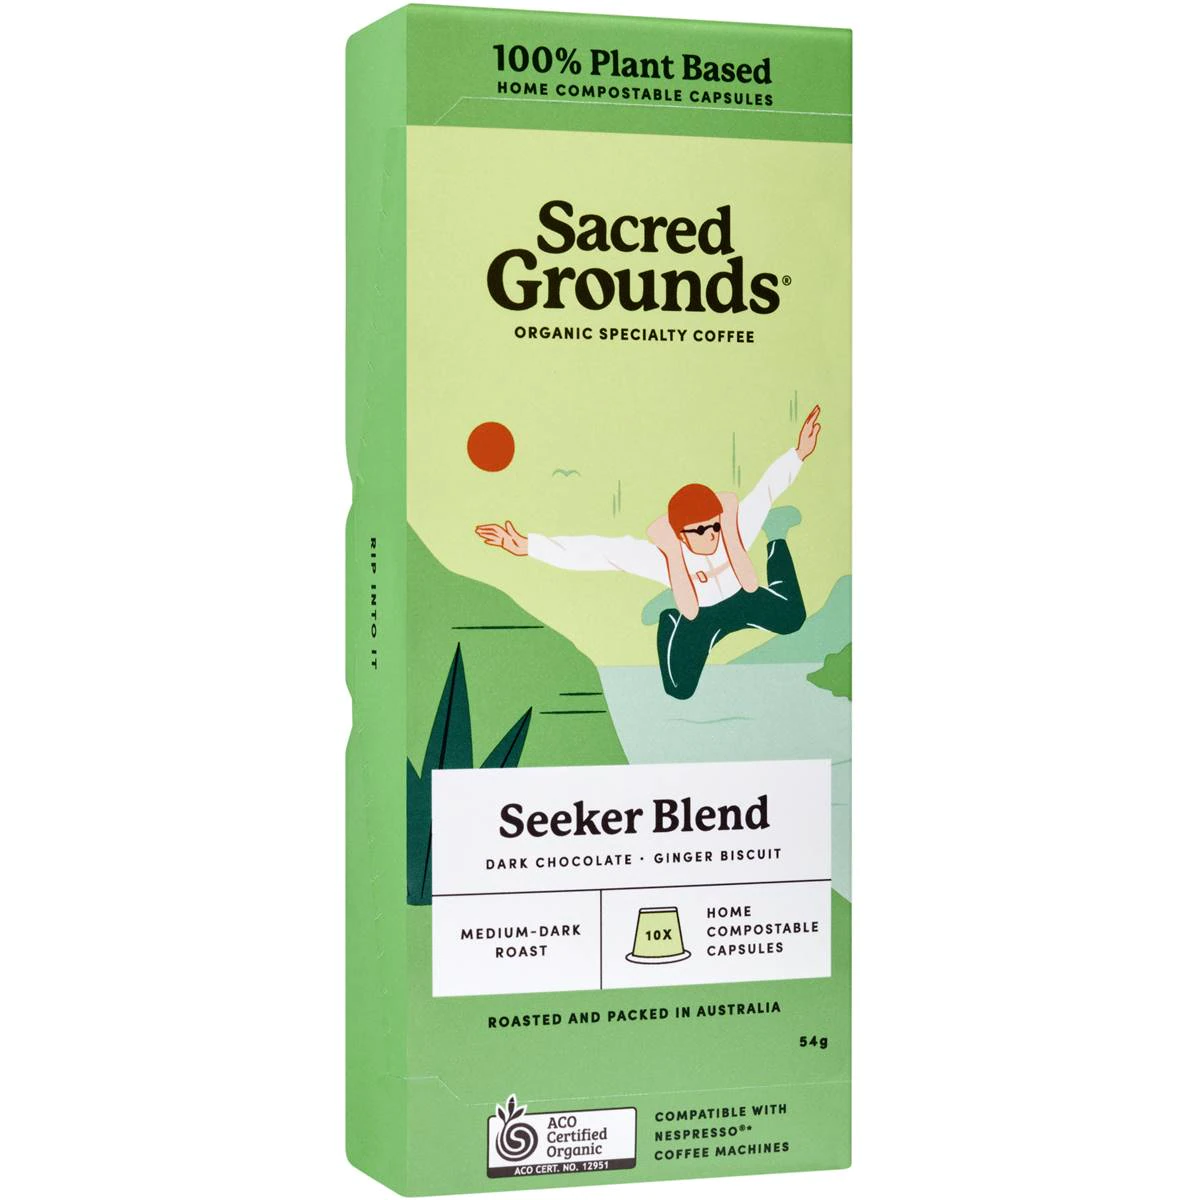 100% Plant Based
HOME COMPOSTABLE CAPSULES
Sacred
Grounds®
ORGANIC SPECIALTY COFFEE
RIP INTO IT
Seeker Blend
DARK CHOCOLATE · GINGER BISCUIT
MEDIUM-DARK
ROAST
10X
HOME
COMPOSTABLE
CAPSULES
ROASTED AND PACKED IN AUSTRALIA
54g
ACO
Certified
Organic
ACO CERT. NO. 12951
COMPATIBLE WITH
NESPRESSO®*
COFFEE MACHINES